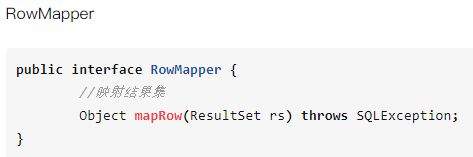 RowMapper
public interface RowMapper {
//映射结果集
Object mapRow(ResultSet rs) throws SQLException;
}